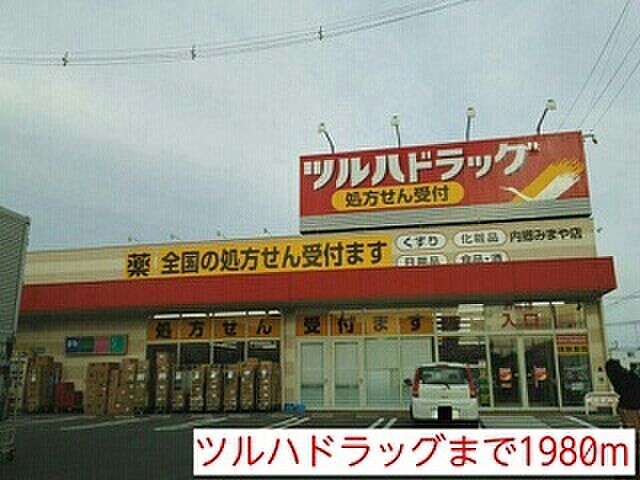 ツルハドラッグ
処方せん受付
薬 全国の処方せん受付ます
くすり 化粧品 内郷みまや店
日用品 食品・酒
処方せん 受付ます
入口
ツルハドラッグまで1980m